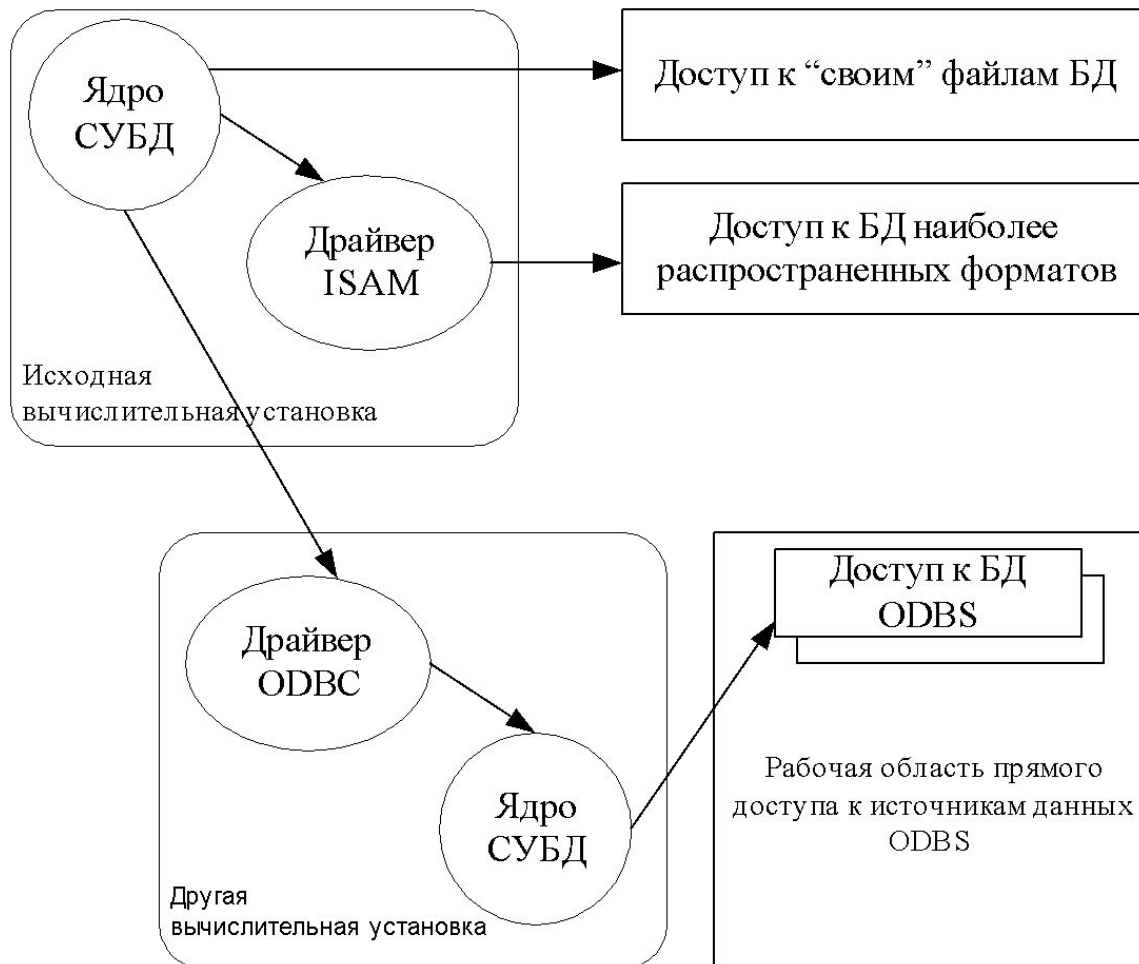 Ядро
СУБД
Доступ к “своим” файлам БД
Драйвер
ISAM
Доступ к БД наиболее
распространенных форматов
Исходная
вычислительная установка
Драйвер
ODBC
Ядро
СУБД
Другая
вычислительная установка
Доступ к БД
ODBS
Рабочая область прямого
доступа к источникам данных
ODBS